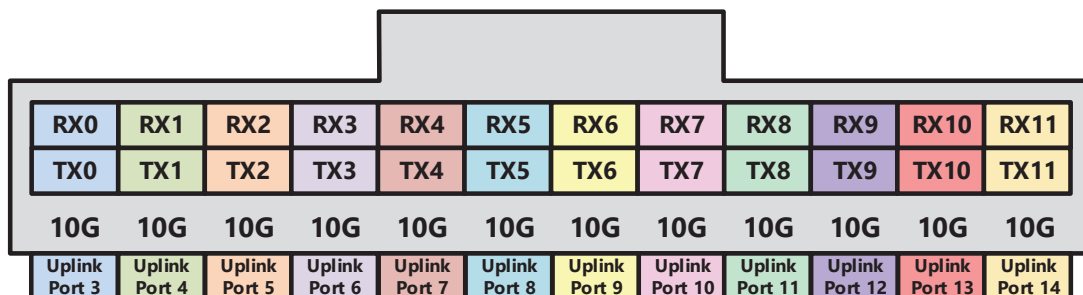 RX0 RX1 RX2 RX3 RX4 RX5 RX6 RX7 RX8 RX9 RX10 RX11
TX0 TX1 TX2 TX3 TX4 TX5 TX6 TX7 TX8 TX9 TX10 TX11
10G 10G 10G 10G 10G 10G 10G 10G 10G 10G 10G 10G
Uplink Uplink Uplink Uplink Uplink Uplink Uplink Uplink Uplink Uplink Uplink Uplink
Port 3 Port 4 Port 5 Port 6 Port 7 Port 8 Port 9 Port 10 Port 11 Port 12 Port 13 Port 14